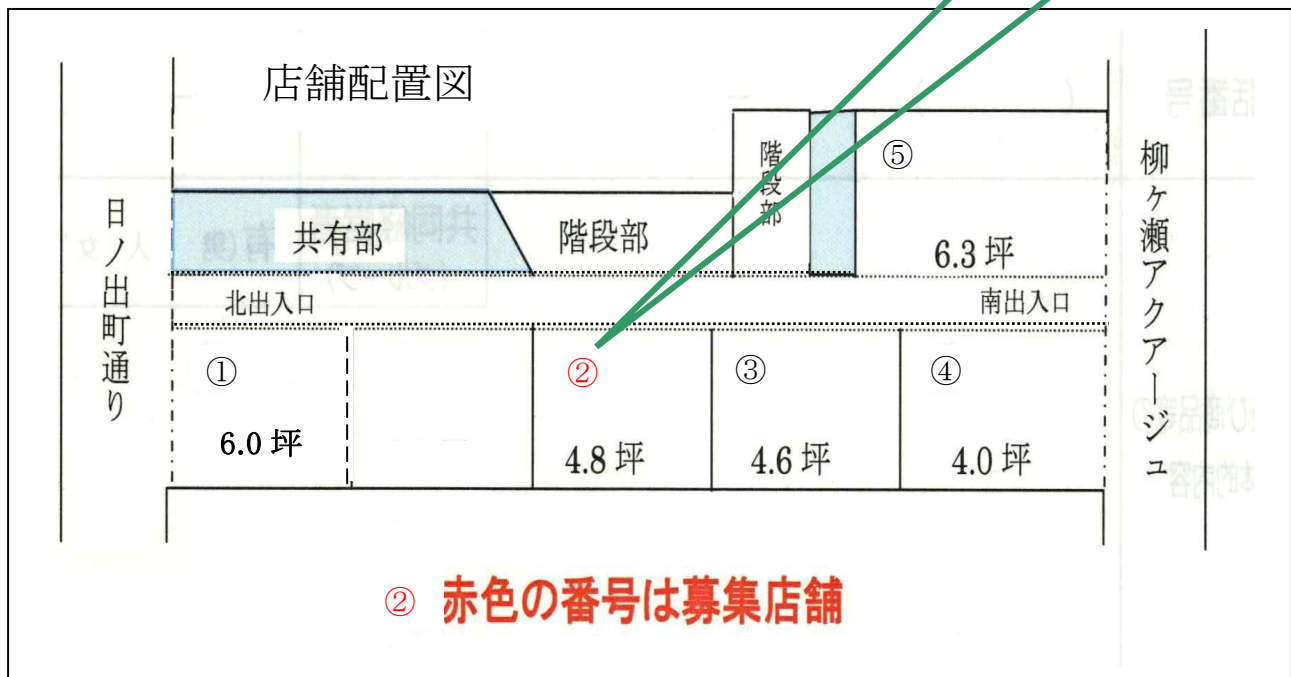 店舗配置図
階段部
⑤
6.3 坪
共有部
階段部
日ノ出町通り
柳ヶ瀬アクアージュ
北出入口
南出入口
①
6.0 坪
②
4.8 坪
③
4.6 坪
④
4.0 坪
② 赤色の番号は募集店舗